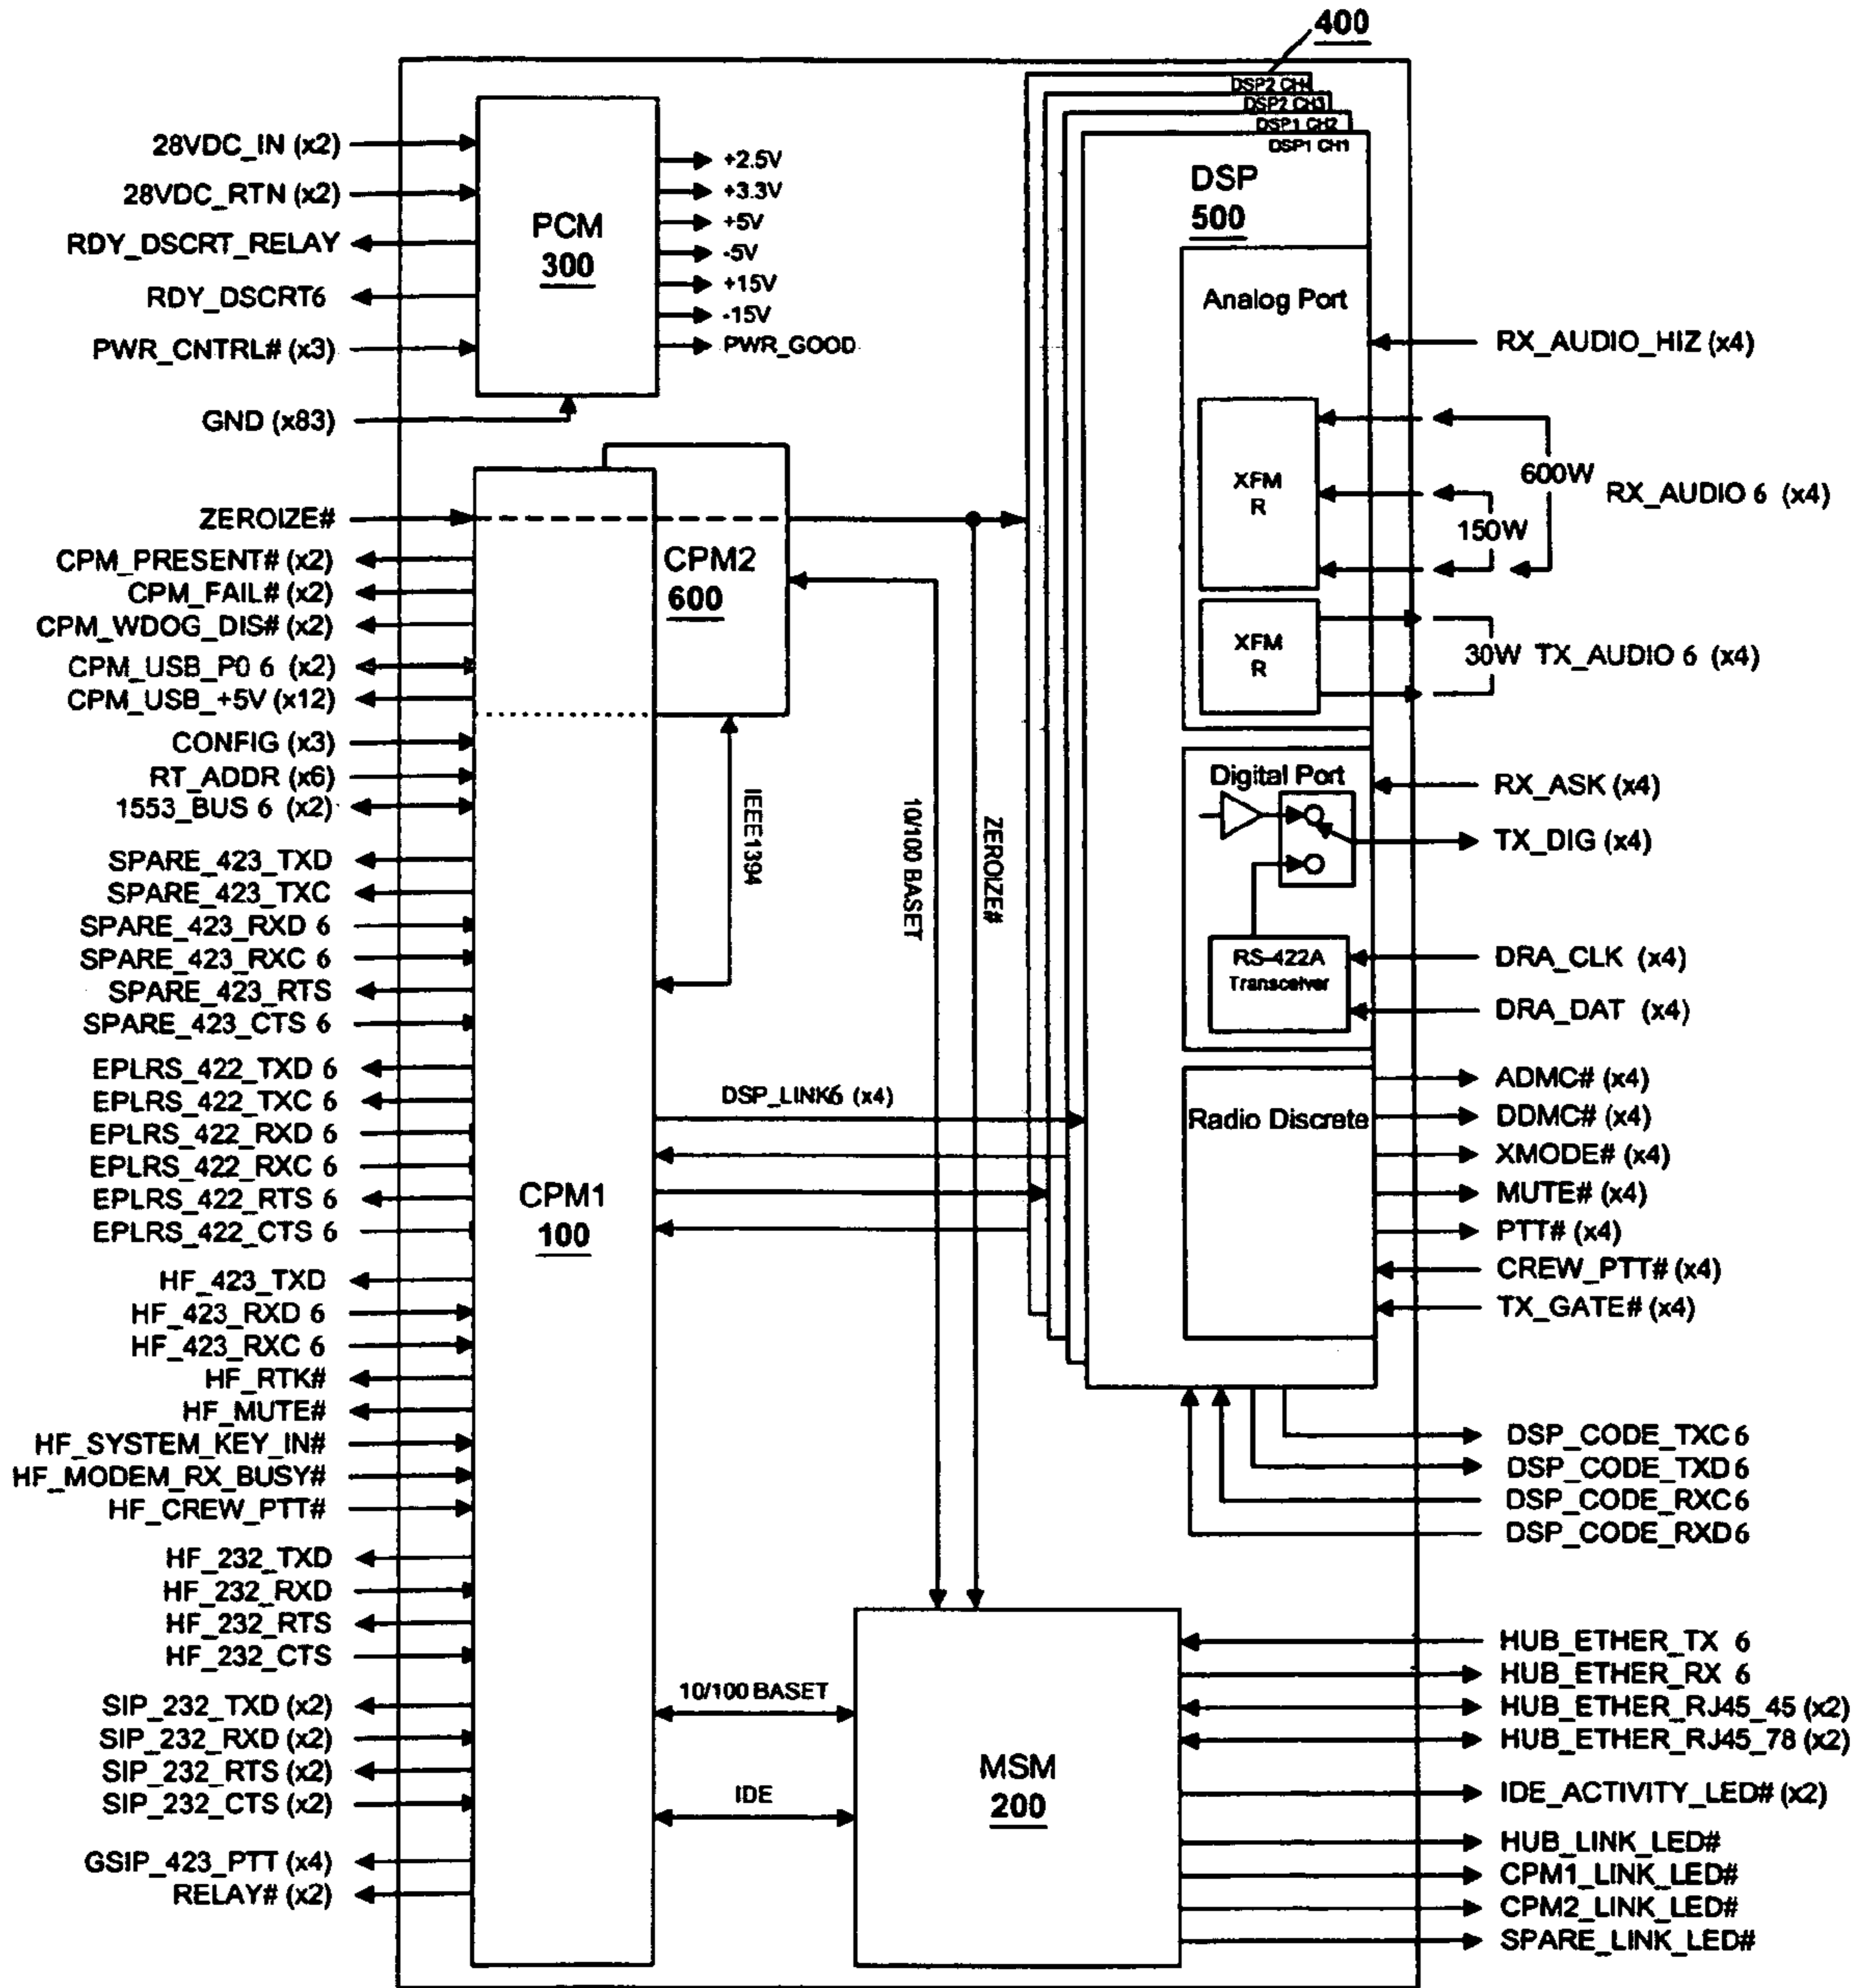 400
DSP2 CH4
DSP2 CH3
DSP1 CH2
DSP1 CH1
28VDC_IN (x2)
28VDC_RTN (x2)
RDY_DSCRT_RELAY
RDY_DSCRT6
PWR_CNTRL# (x3)
GND (x83)
PCM
300
+2.5V
+3.3V
+5V
-5V
+15V
-15V
PWR_GOOD
ZEROIZE#
CPM_PRESENT# (x2)
CPM_FAIL# (x2)
CPM_WDOG_DIS# (x2)
CPM_USB_P0 6 (x2)
CPM_USB_+5V (x12)
CONFIG (x3)
RT_ADDR (x6)
1553_BUS 6 (x2)
SPARE_423_TXD
SPARE_423_TXC
SPARE_423_RXD 6
SPARE_423_RXC 6
SPARE_423_RTS
SPARE_423_CTS 6
EPLRS_422_TXD 6
EPLRS_422_TXC 6
EPLRS_422_RXD 6
EPLRS_422_RXC 6
EPLRS_422_RTS 6
EPLRS_422_CTS 6
HF_423_TXD
HF_423_RXD 6
HF_423_RXC 6
HF_RTK#
HF_MUTE#
HF_SYSTEM_KEY_IN#
HF_MODEM_RX_BUSY#
HF_CREW_PTT#
HF_232_TXD
HF_232_RXD
HF_232_RTS
HF_232_CTS
SIP_232_TXD (x2)
SIP_232_RXD (x2)
SIP_232_RTS (x2)
SIP_232_CTS (x2)
GSIP_423_PTT (x4)
RELAY# (x2)
CPM2
600
CPM1
100
IEEE1394
10/100 BASET
ZEROIZE#
DSP_LINK6 (x4)
10/100 BASET
IDE
MSM
200
DSP
500
Analog Port
XFM
R
XFM
R
Digital Port
RS-422A
Transceiver
Radio Discrete
RX_AUDIO_HIZ (x4)
600W
RX_AUDIO 6 (x4)
150W
30W TX_AUDIO 6 (x4)
RX_ASK (x4)
TX_DIG (x4)
DRA_CLK (x4)
DRA_DAT (x4)
ADMC# (x4)
DDMC# (x4)
XMODE# (x4)
MUTE# (x4)
PTT# (x4)
CREW_PTT# (x4)
TX_GATE# (x4)
DSP_CODE_TXC 6
DSP_CODE_TXD 6
DSP_CODE_RXC 6
DSP_CODE_RXD 6
HUB_ETHER_TX 6
HUB_ETHER_RX 6
HUB_ETHER_RJ45_45 (x2)
HUB_ETHER_RJ45_78 (x2)
IDE_ACTIVITY_LED# (x2)
HUB_LINK_LED#
CPM1_LINK_LED#
CPM2_LINK_LED#
SPARE_LINK_LED#